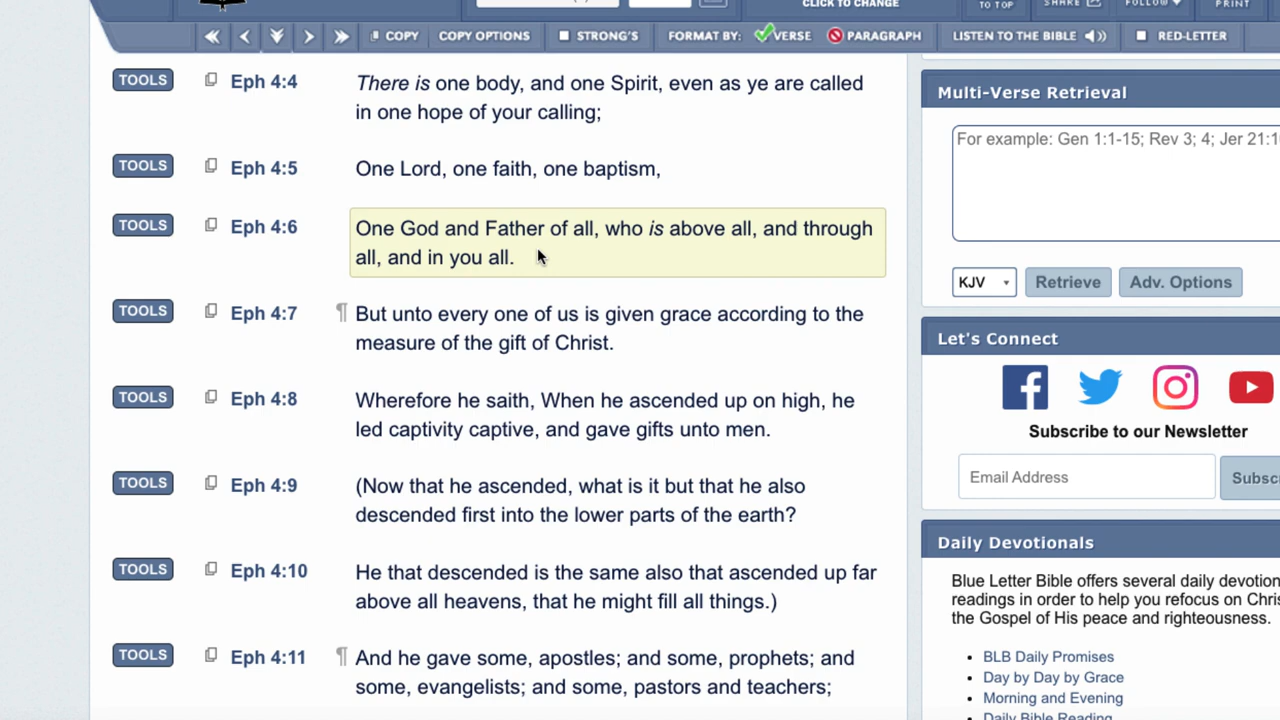 CLICK TO CHANGE
TO TOP
SHARE
FOLLOW
PRINT
COPY
COPY OPTIONS
STRONG'S
FORMAT BY:
VERSE
PARAGRAPH
LISTEN TO THE BIBLE
RED-LETTER
TOOLS
Eph 4:4
There is one body, and one Spirit, even as ye are called
in one hope of your calling;
TOOLS
Eph 4:5
One Lord, one faith, one baptism,
TOOLS
Eph 4:6
One God and Father of all, who is above all, and through
all, and in you all.
TOOLS
Eph 4:7
¶ But unto every one of us is given grace according to the
measure of the gift of Christ.
TOOLS
Eph 4:8
Wherefore he saith, When he ascended up on high, he
led captivity captive, and gave gifts unto men.
TOOLS
Eph 4:9
(Now that he ascended, what is it but that he also
descended first into the lower parts of the earth?
TOOLS
Eph 4:10
He that descended is the same also that ascended up far
above all heavens, that he might fill all things.)
TOOLS
Eph 4:11
¶ And he gave some, apostles; and some, prophets; and
some, evangelists; and some, pastors and teachers;
Multi-Verse Retrieval
For example: Gen 1:1-15; Rev 3; 4; Jer 21:1
KJV
Retrieve
Adv. Options
Let's Connect
Subscribe to our Newsletter
Email Address
Subsc
Daily Devotionals
Blue Letter Bible offers several daily devotion
readings in order to help you refocus on Chris
the Gospel of His peace and righteousness.
• BLB Daily Promises
• Day by Day by Grace
• Morning and Evening
• Daily Bible Reading